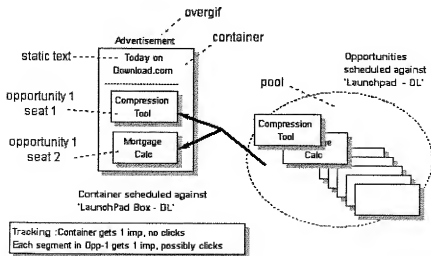 overgif
Advertisement
static text
Today on
Download.com
container
opportunity 1
seat 1
Compression
Tool
opportunity 1
seat 2
Mortgage
Calc
Container scheduled against
'LaunchPad Box - DL'
Opportunities
scheduled against
'Launchpad - DL'
pool
Compression
Tool
Calc
Tracking :Container gets 1 imp, no clicks
Each segment in Opp-1 gets 1 imp, possibly clicks